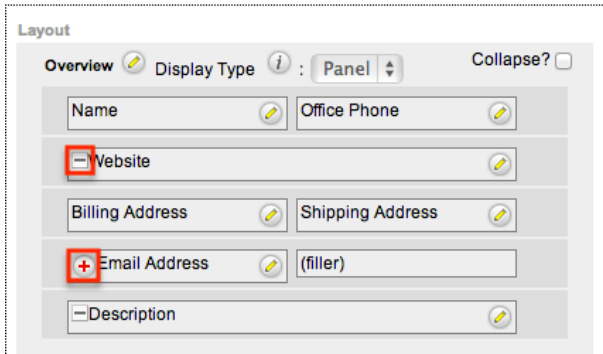 Layout
Overview Display Type i : Panel Collapse?
Name Office Phone
Website
Billing Address Shipping Address
Email Address (filler)
Description